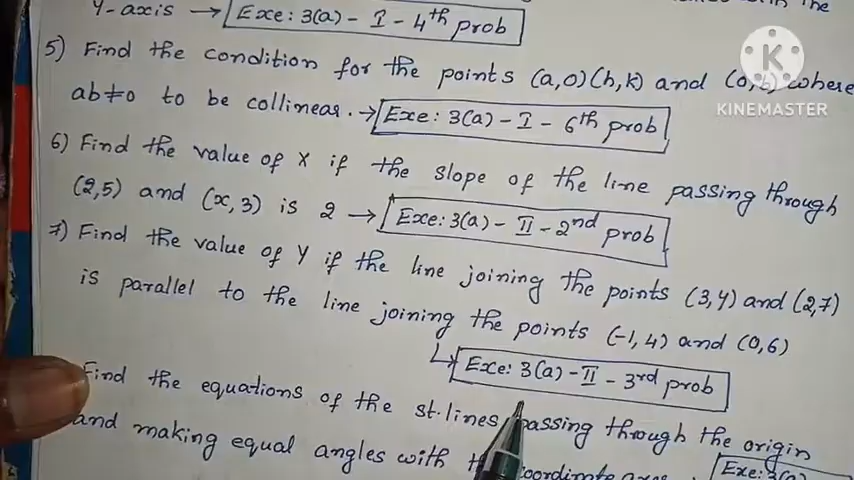 Y-axis → Exe: 3(a) - I - 4th prob
the
5) Find the condition for the points (a,0)(h,k) and (0,b) where
ab≠0 to be collinear. → Exe: 3(a) - I - 6th prob
K
KINEMASTER
6) Find the value of X if the slope of the line passing through
(2,5) and (x,3) is 2 → Exe: 3(a) - II - 2nd prob
7) Find the value of Y if the line joining the points (3,Y) and (2,7)
is parallel to the line joining the points (-1,4) and (0,6)
Exe: 3(a) - II - 3rd prob
Find the equations of the st.lines passing through the origin
and making equal angles with coordinate axes
Exe: 3(a)